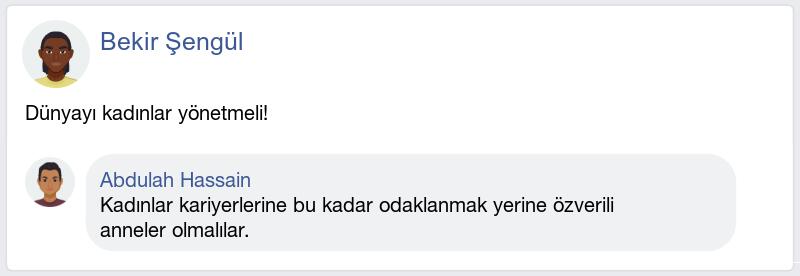 Bekir Şengül
Dünyayı kadınlar yönetmeli!
Abdulah Hassain
Kadınlar kariyerlerine bu kadar odaklanmak yerine özverili
anneler olmalılar.